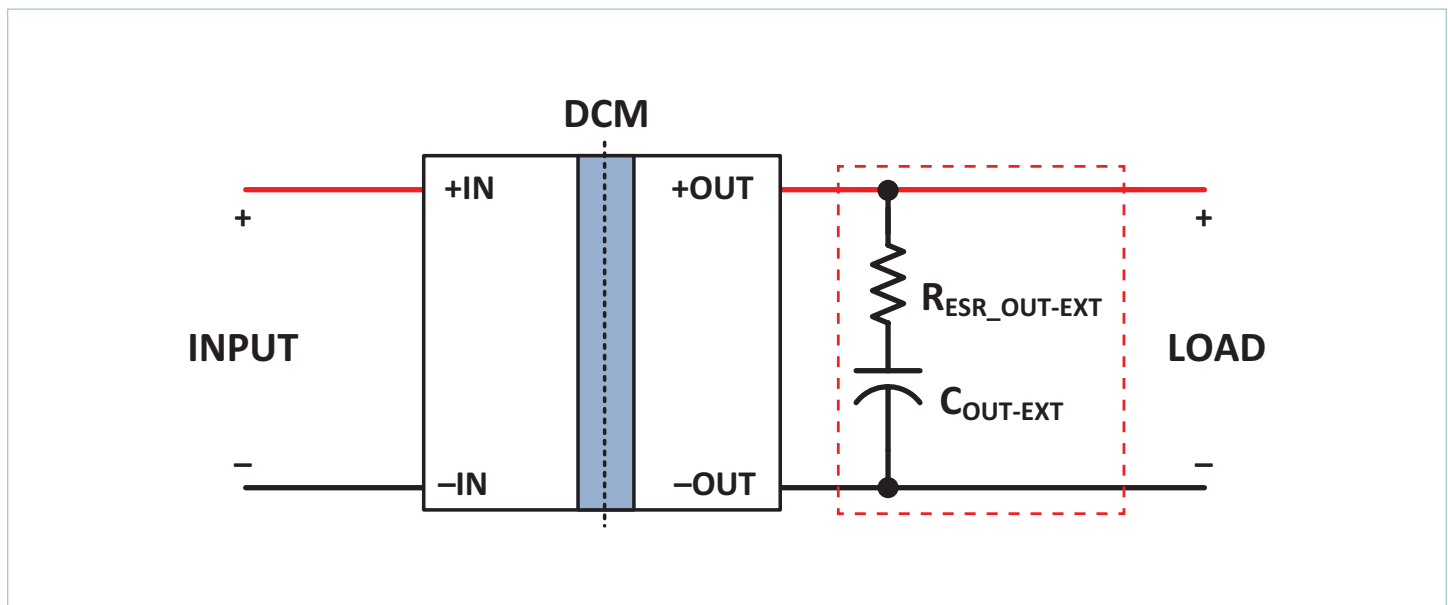 DCM
+IN
+OUT
+
+
R_ESR_OUT-EXT
INPUT
LOAD
C_OUT-EXT
–
–
–IN
–OUT